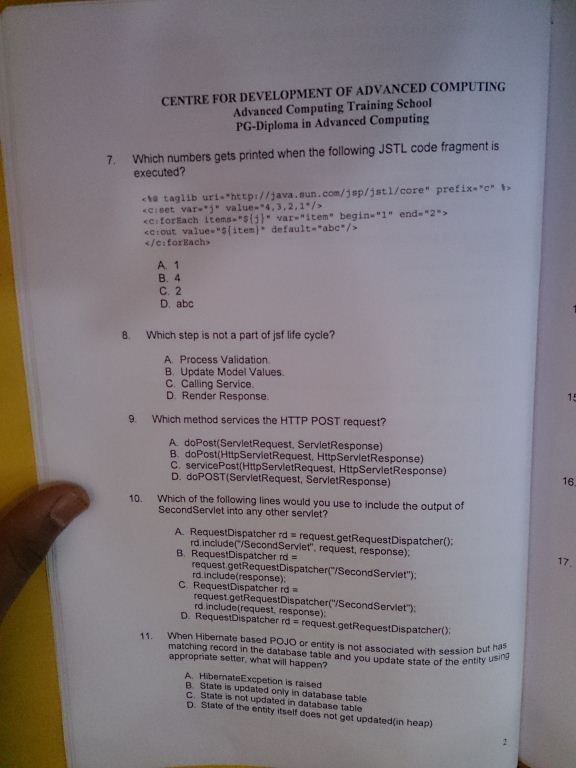 CENTRE FOR DEVELOPMENT OF ADVANCED COMPUTING
Advanced Computing Training School
PG-Diploma in Advanced Computing
7. Which numbers gets printed when the following JSTL code fragment is
executed?
<%@ taglib uri="http://java.sun.com/jsp/jstl/core" prefix="c" %>
<c:set var="j" value="4,3,2,1"/>
<c:forEach items="${j}" var="item" begin="1" end="2">
<c:out value="${item}" default="abc"/>
</c:forEach>
A. 1
B. 4
C. 2
D. abc
8. Which step is not a part of jsf life cycle?
A. Process Validation.
B. Update Model Values.
C. Calling Service.
D. Render Response.
9. Which method services the HTTP POST request?
A. doPost(ServletRequest, ServletResponse)
B. doPost(HttpServletRequest, HttpServletResponse)
C. servicePost(HttpServletRequest, HttpServletResponse)
D. doPOST(ServletRequest, ServletResponse)
10. Which of the following lines would you use to include the output of
SecondServlet into any other servlet?
A. RequestDispatcher rd = request.getRequestDispatcher();
rd.include("/SecondServlet", request, response);
B. RequestDispatcher rd =
request.getRequestDispatcher("/SecondServlet");
rd.include(response);
C. RequestDispatcher rd =
request.getRequestDispatcher("/SecondServlet");
rd.include(request, response);
D. RequestDispatcher rd = request.getRequestDispatcher();
11. When Hibernate based POJO or entity is not associated with session but has
matching record in the database table and you update state of the entity using
appropriate setter, what will happen?
A. HibernateExcpetion is raised
B. State is updated only in database table
C. State is not updated in database table
D. State of the entity itself does not get updated(in heap)
2
16.
17.